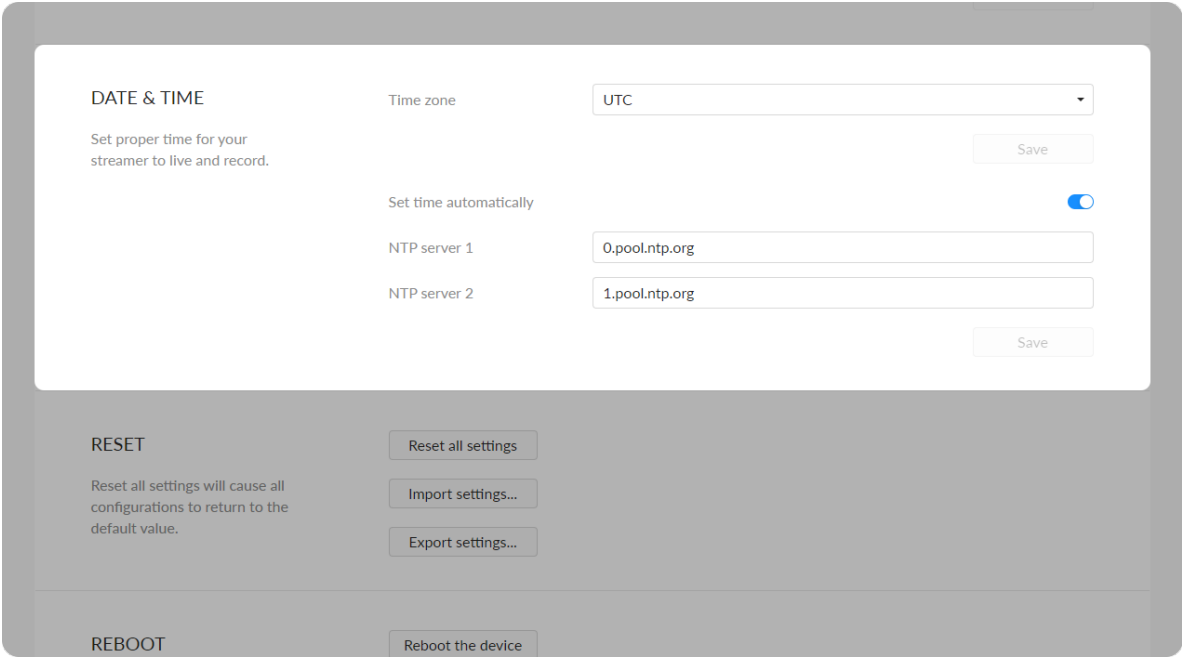 DATE & TIME
Set proper time for your
streamer to live and record.
Time zone
UTC
Save
Set time automatically
NTP server 1
0.pool.ntp.org
NTP server 2
1.pool.ntp.org
Save
RESET
Reset all settings will cause all
configurations to return to the
default value.
Reset all settings
Import settings...
Export settings...
REBOOT
Reboot the device